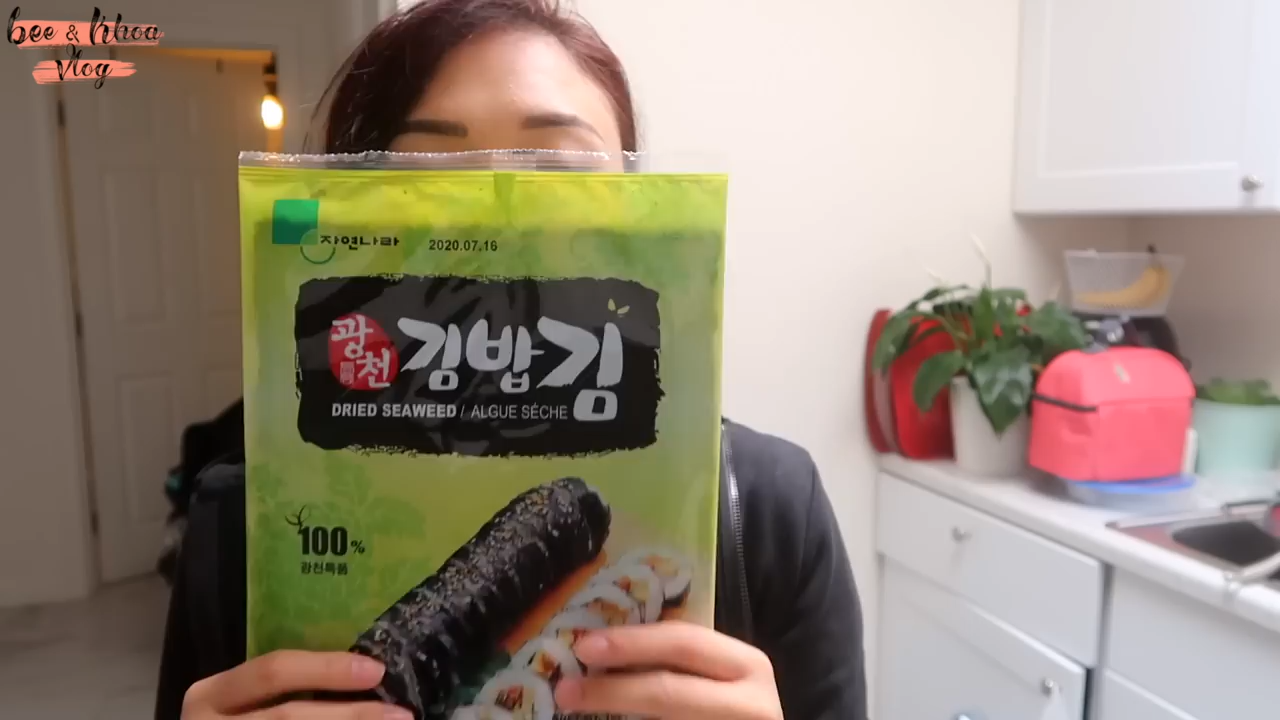 bee & Khoa
Vlog
자연나라 2020.07.16
광천 김밥김
DRIED SEAWEED / ALGUE SÉCHE
100%
광천특품